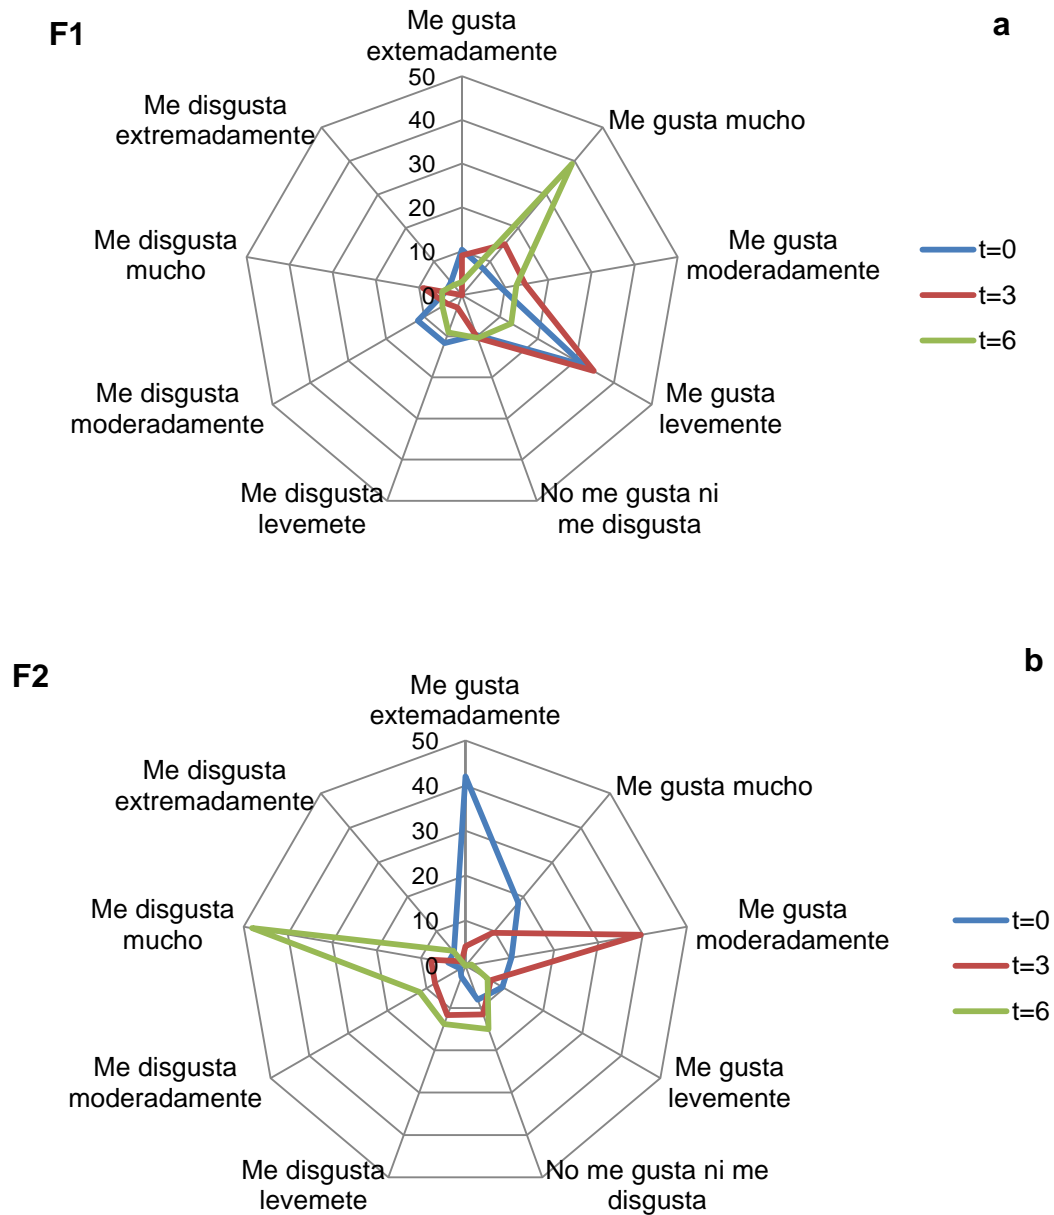 F1
a
Me gusta
extemadamente
50
40
30
20
10
0
Me gusta mucho
Me gusta
moderadamente
Me gusta
levemente
No me gusta ni
me disgusta
Me disgusta
levemete
Me disgusta
moderadamente
Me disgusta
mucho
Me disgusta
extremadamente
t=0
t=3
t=6
F2
b
Me gusta
extemadamente
50
40
30
20
10
0
Me gusta mucho
Me gusta
moderadamente
Me gusta
levemente
No me gusta ni me
disgusta
Me disgusta
levemete
Me disgusta
moderadamente
Me disgusta
mucho
Me disgusta
extremadamente
t=0
t=3
t=6